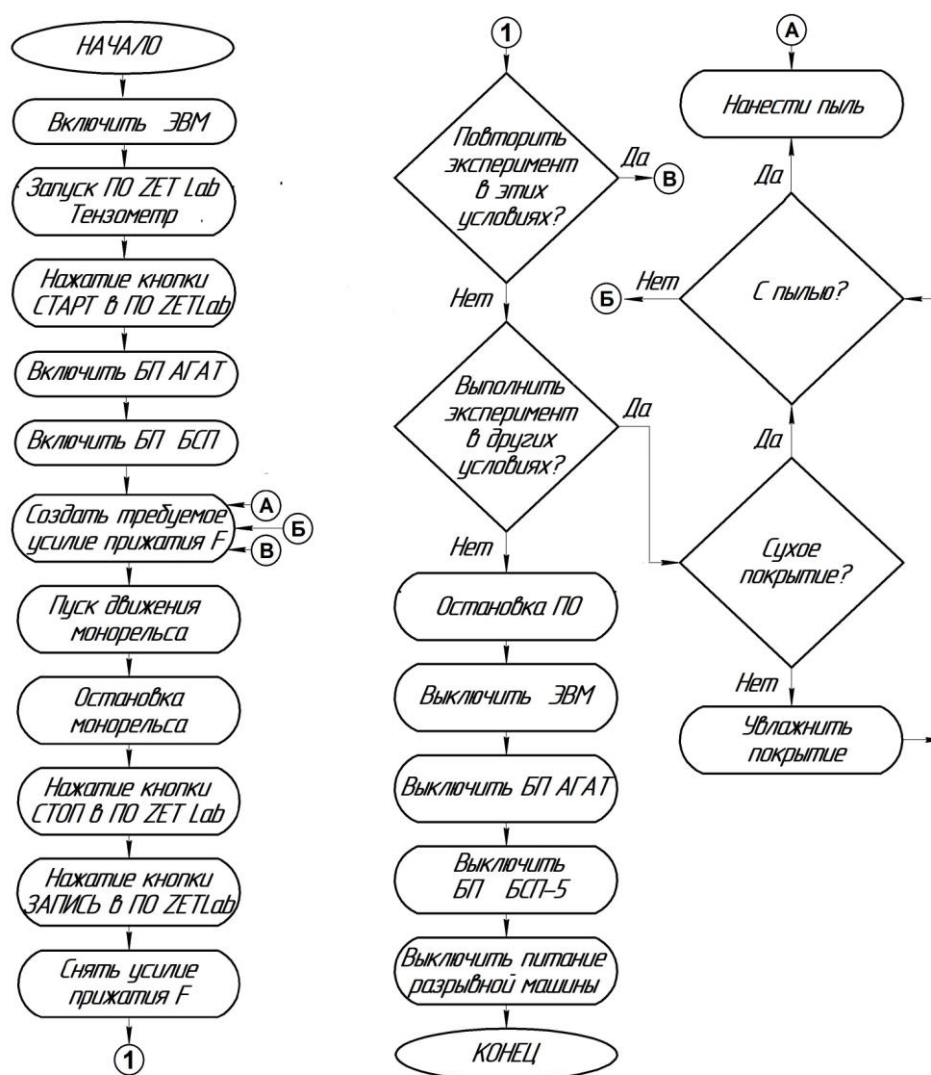 НАЧАЛО
Включить ЭВМ
Запуск ПО ZET Lab
Тензометр
Нажатие кнопки
СТАРТ в ПО ZETLab
Включить БП АГАТ
Включить БП БСП
Создать требуемое
усилие прижатия F
А
Б
В
Пуск движения
монорельса
Остановка
монорельса
Нажатие кнопки
СТОП в ПО ZET Lab
Нажатие кнопки
ЗАПИСЬ в ПО ZETLab
Снять усилие
прижатия F
1
1
Повторить
эксперимент
в этих
условиях?
Да
В
Нет
Выполнить
эксперимент
в других
условиях?
Да
Нет
Остановка ПО
Выключить ЭВМ
Выключить БП АГАТ
Выключить
БП БСП-5
Выключить питание
разрывной машины
КОНЕЦ
А
Нанести пыль
Да
С пылью?
Нет
Б
Да
Сухое
покрытие?
Нет
Увлажнить
покрытие